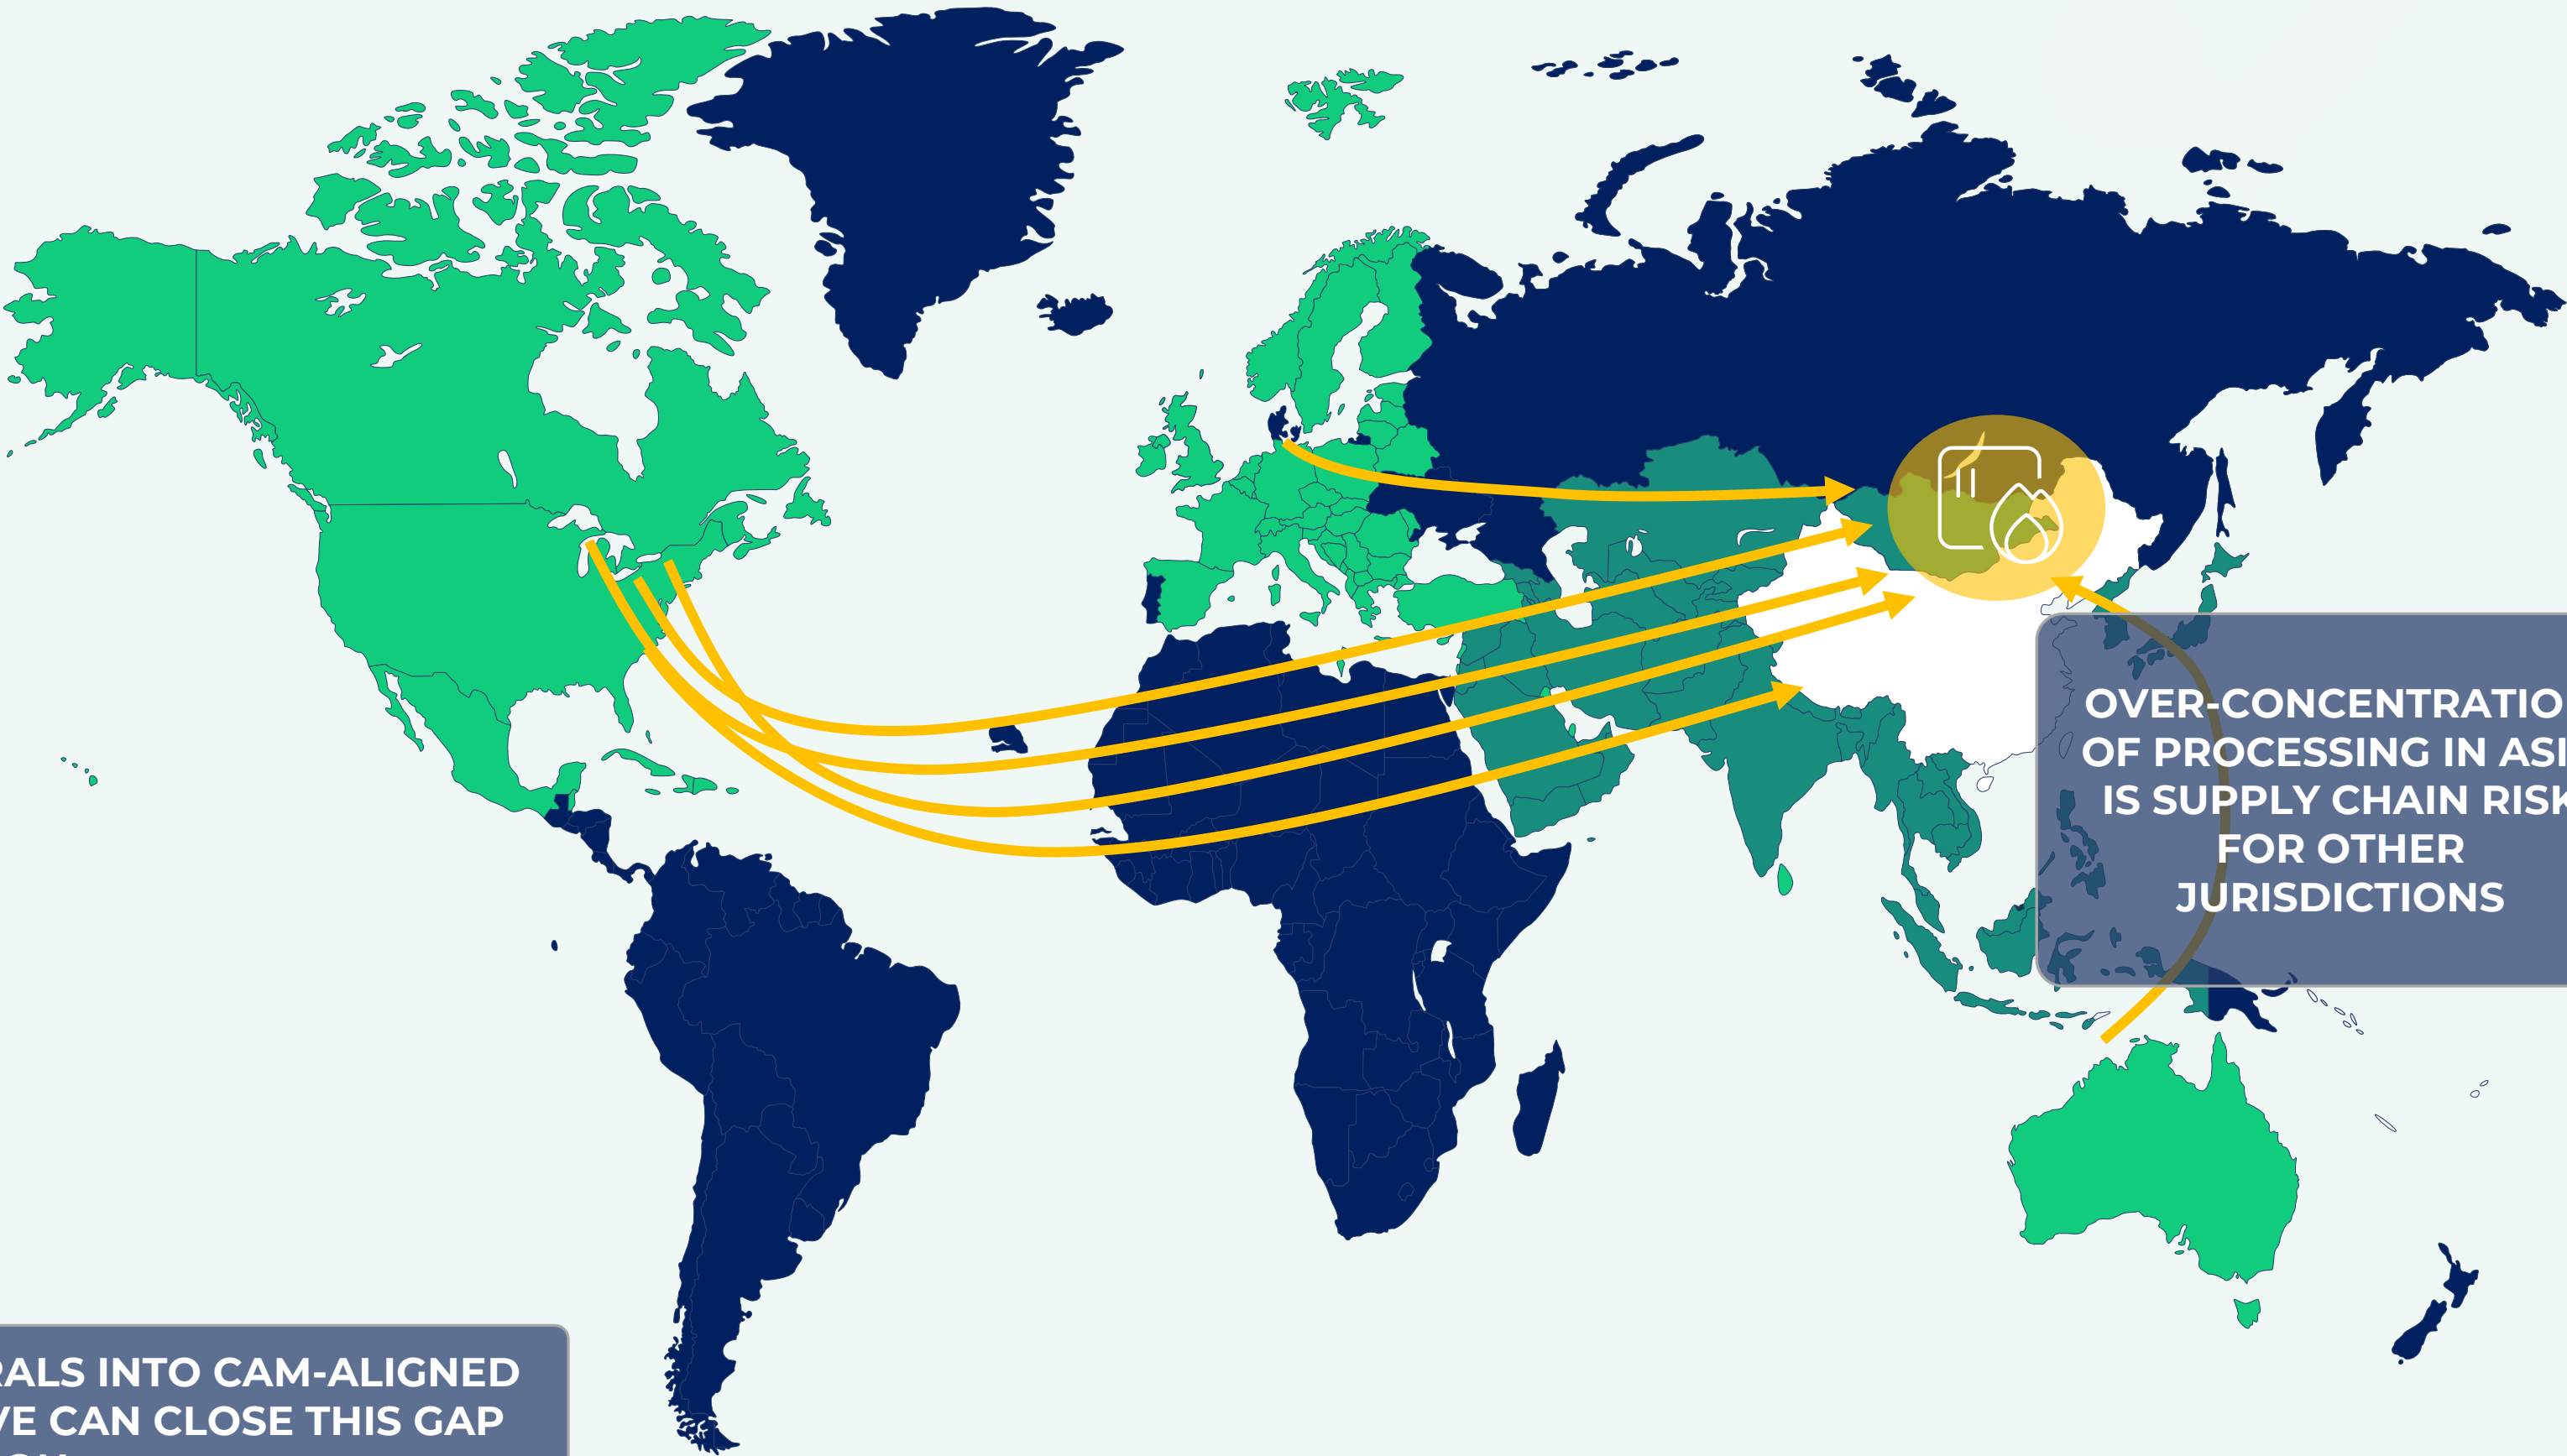 OVER-CONCENTRATIO
OF PROCESSING IN ASI
IS SUPPLY CHAIN RISK
FOR OTHER
JURISDICTIONS
RALS INTO CAM-ALIGNED
VE CAN CLOSE THIS GAP